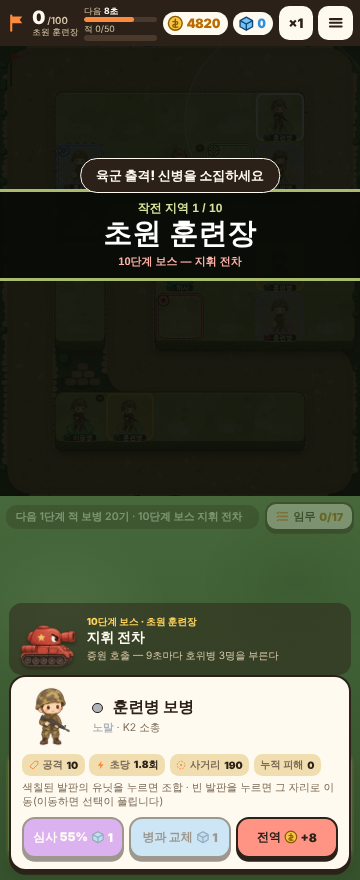 0/100
초원 훈련장
다음 8초
적 0/50
4820
0
×1
육군 출격! 신병을 소집하세요
작전 지역 1 / 10
초원 훈련장
10단계 보스 — 지휘 전차
다음 1단계 적 보병 20기 · 10단계 보스 지휘 전차
임무 0/17
10단계 보스 · 초원 훈련장
지휘 전차
증원 호출 — 9초마다 호위병 3명을 부른다
훈련병 보병
노말 · K2 소총
공격 10
초당 1.8회
사거리 190
누적 피해 0
색칠된 발판의 유닛을 누르면 조합 · 빈 발판을 누르면 그 자리로 이
동(이동하면 선택이 풀립니다)
심사 55% 1
병과 교체 1
전역 +8